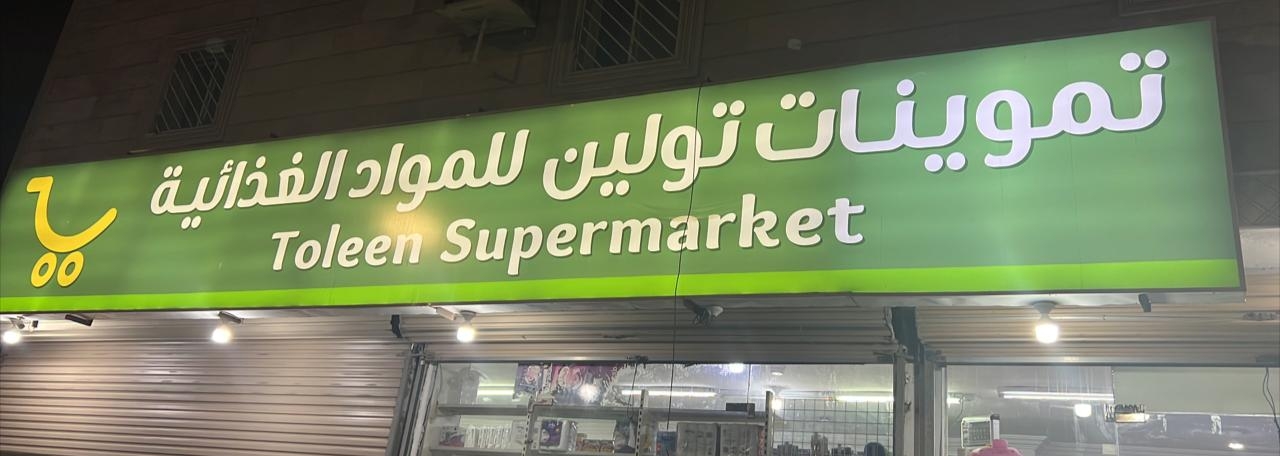 تموينات تولين للمواد الغذائية
Toleen Supermarket